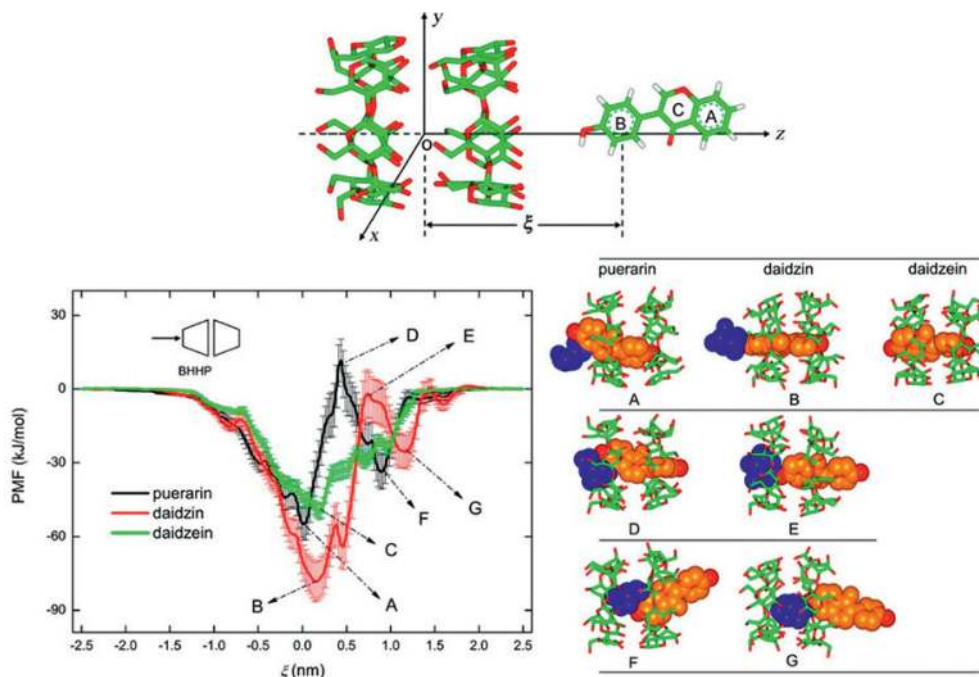 y
B
C
A
o
z
x
ξ
puerarin
daidzin
daidzein
30
0
-30
-60
-90
PMF (kJ/mol)
BHHP
D
E
F
G
C
B
A
puerarin
daidzin
daidzein
-2.5 -2.0 -1.5 -1.0 -0.5 0.0 0.5 1.0 1.5 2.0 2.5
ξ (nm)
A
B
C
D
E
F
G